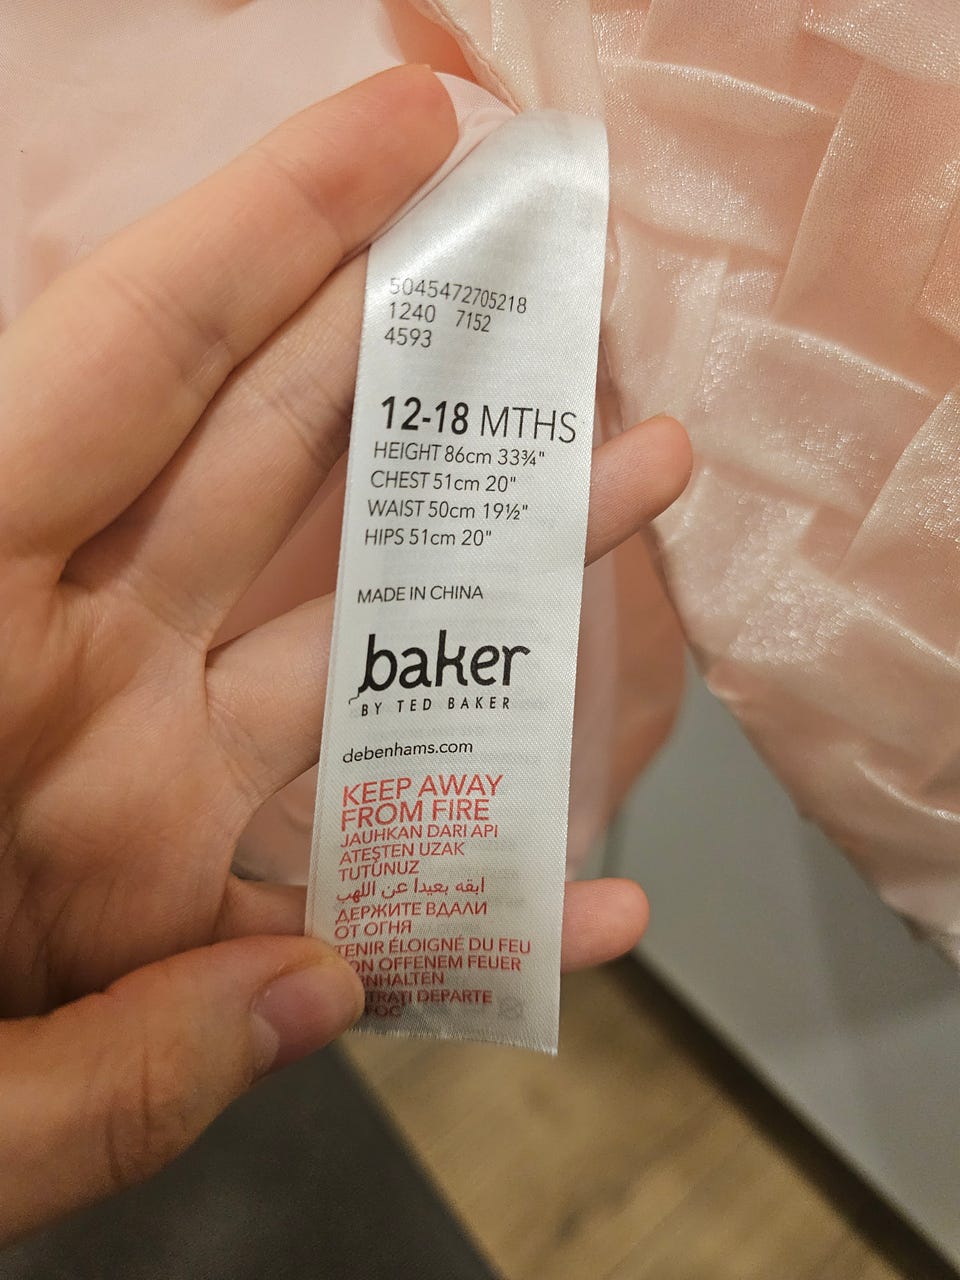 5045472705218
1240 7152
4593
12-18 MTHS
HEIGHT 86cm 33¾"
CHEST 51cm 20"
WAIST 50cm 19½"
HIPS 51cm 20"
MADE IN CHINA
baker
BY TED BAKER
debenhams.com
KEEP AWAY
FROM FIRE
JAUHKAN DARI API
ATEŞTEN UZAK
TUTUNUZ
ابقه بعيدا عن اللهب
ДЕРЖИТЕ ВДАЛИ
ОТ ОГНЯ
TENIR ÉLOIGNÉ DU FEU
OFFENEM FEUER
DEPARTE
FOC